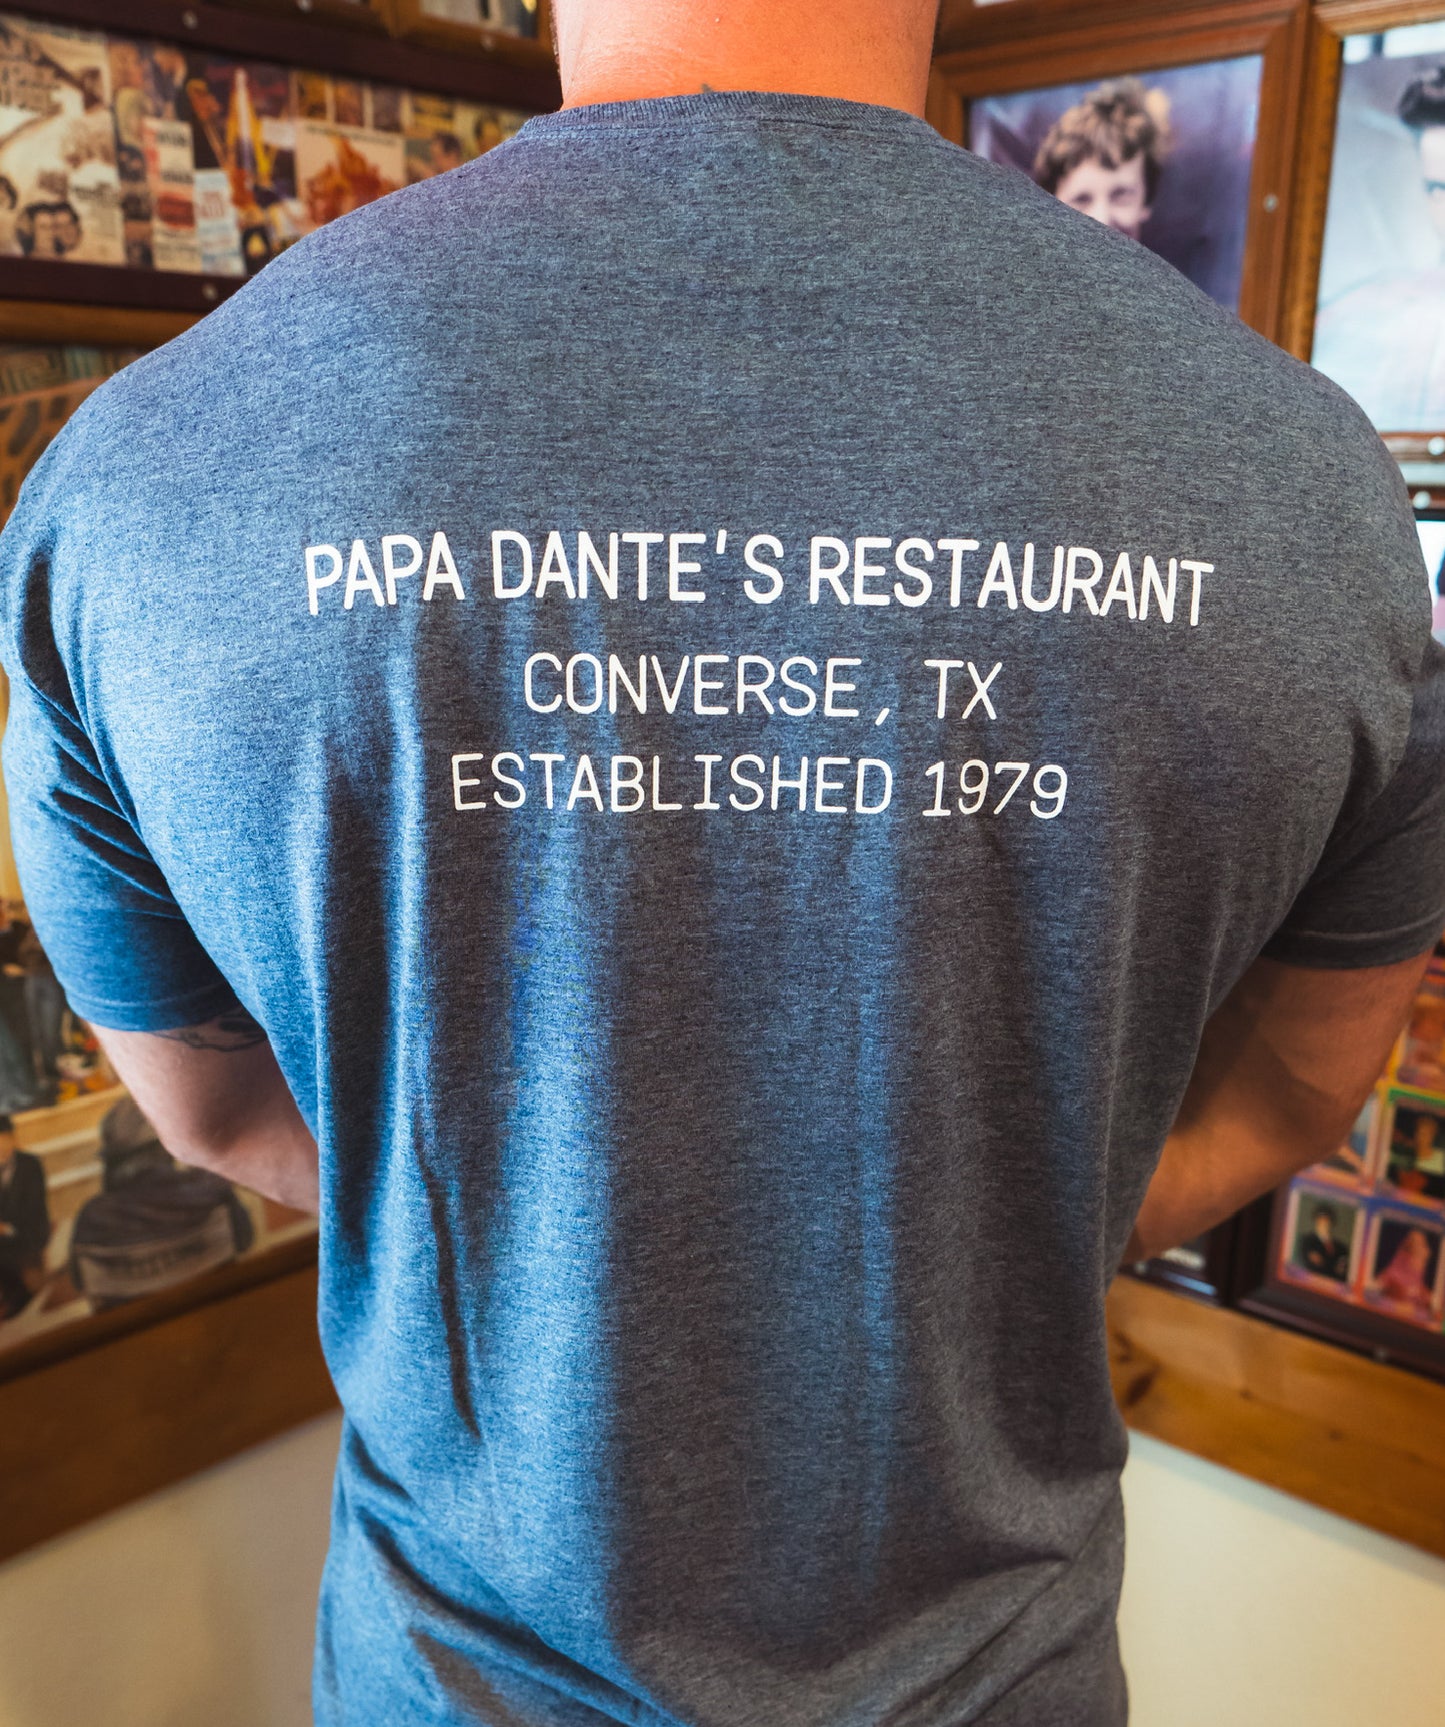 PAPA DANTE'S RESTAURANT
CONVERSE, TX
ESTABLISHED 1979